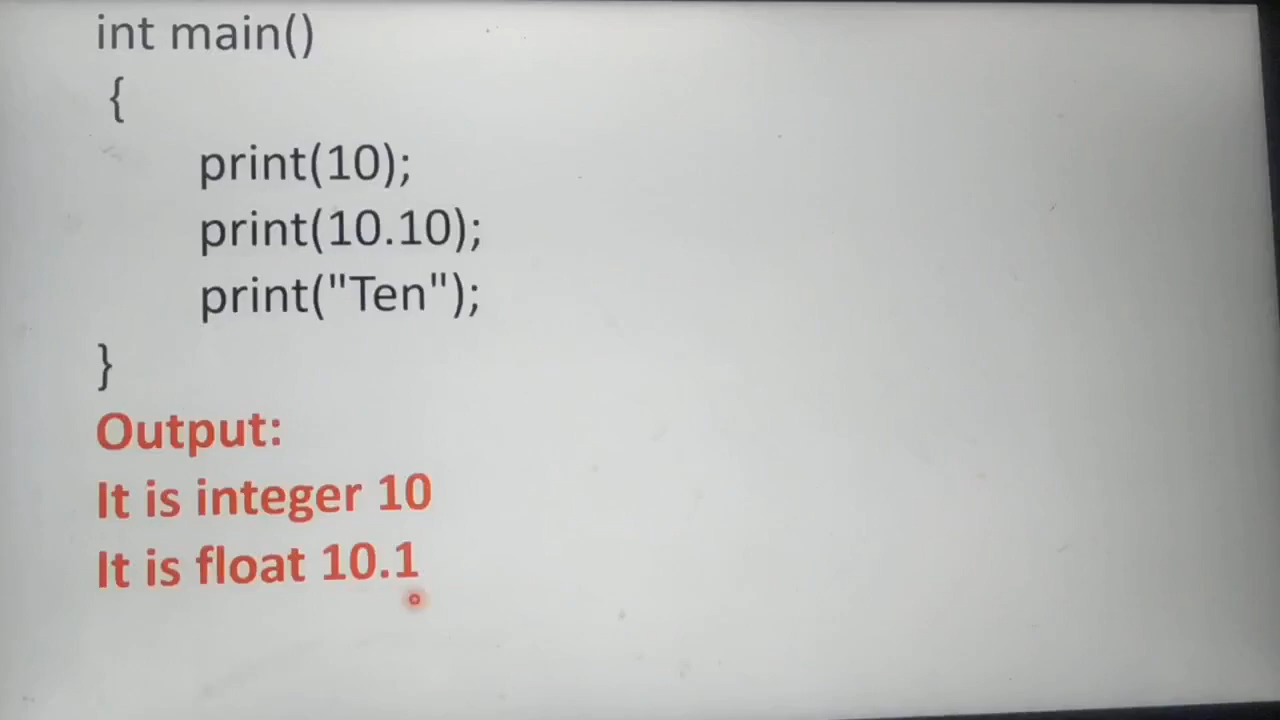 int main()
{
print(10);
print(10.10);
print("Ten");
}
Output:
It is integer 10
It is float 10.1